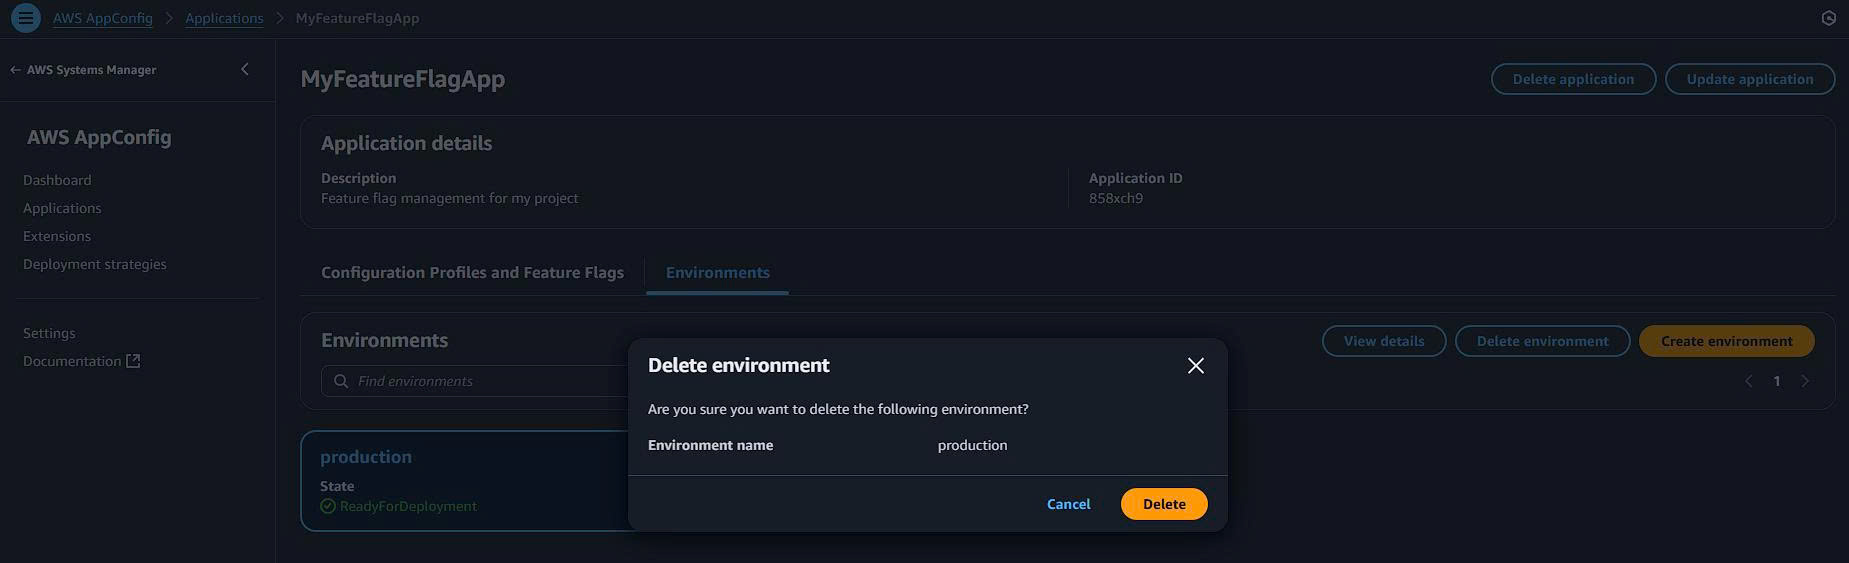 AWS AppConfig > Applications > MyFeatureFlagApp
AWS Systems Manager
AWS AppConfig
Dashboard
Applications
Extensions
Deployment strategies
Settings
Documentation
MyFeatureFlagApp
Delete application
Update application
Application details
Description
Feature flag management for my project
Application ID
858xch9
Configuration Profiles and Feature Flags
Environments
Environments
View details
Delete environment
Create environment
Find environments
1
production
State
ReadyForDeployment
Delete environment
Are you sure you want to delete the following environment?
Environment name
production
Cancel
Delete